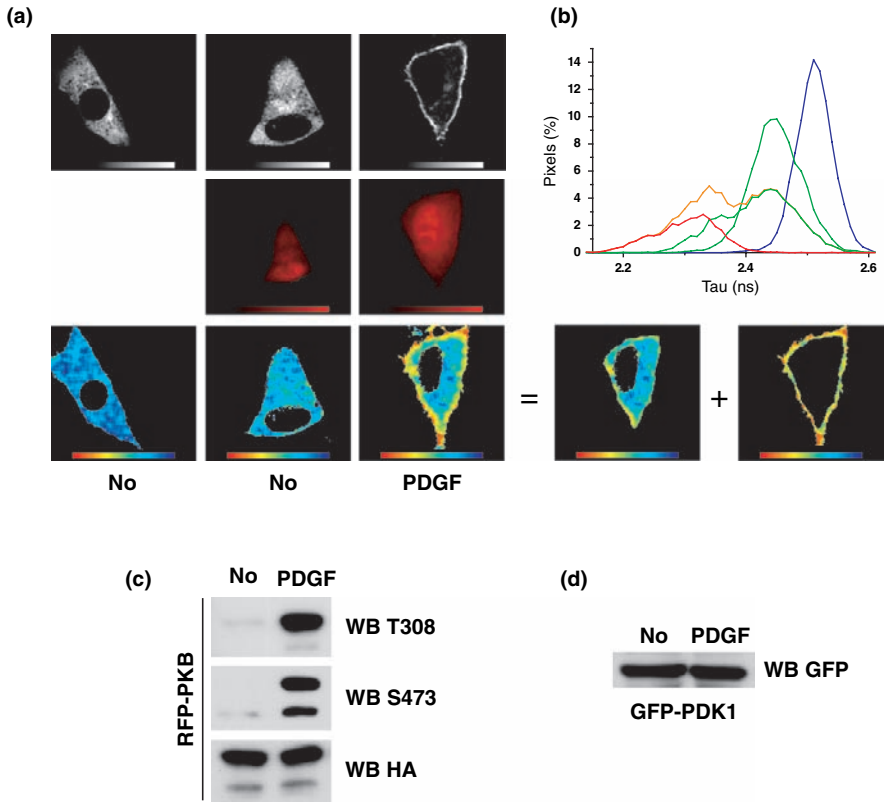 (a)
(b)
14
12
10
8
6
4
2
0
Pixels (%)
2.2
2.4
2.6
Tau (ns)
=
+
No
No
PDGF
(c)
No
PDGF
RFP-PKB
WB T308
WB S473
WB HA
(d)
No
PDGF
WB GFP
GFP-PDK1